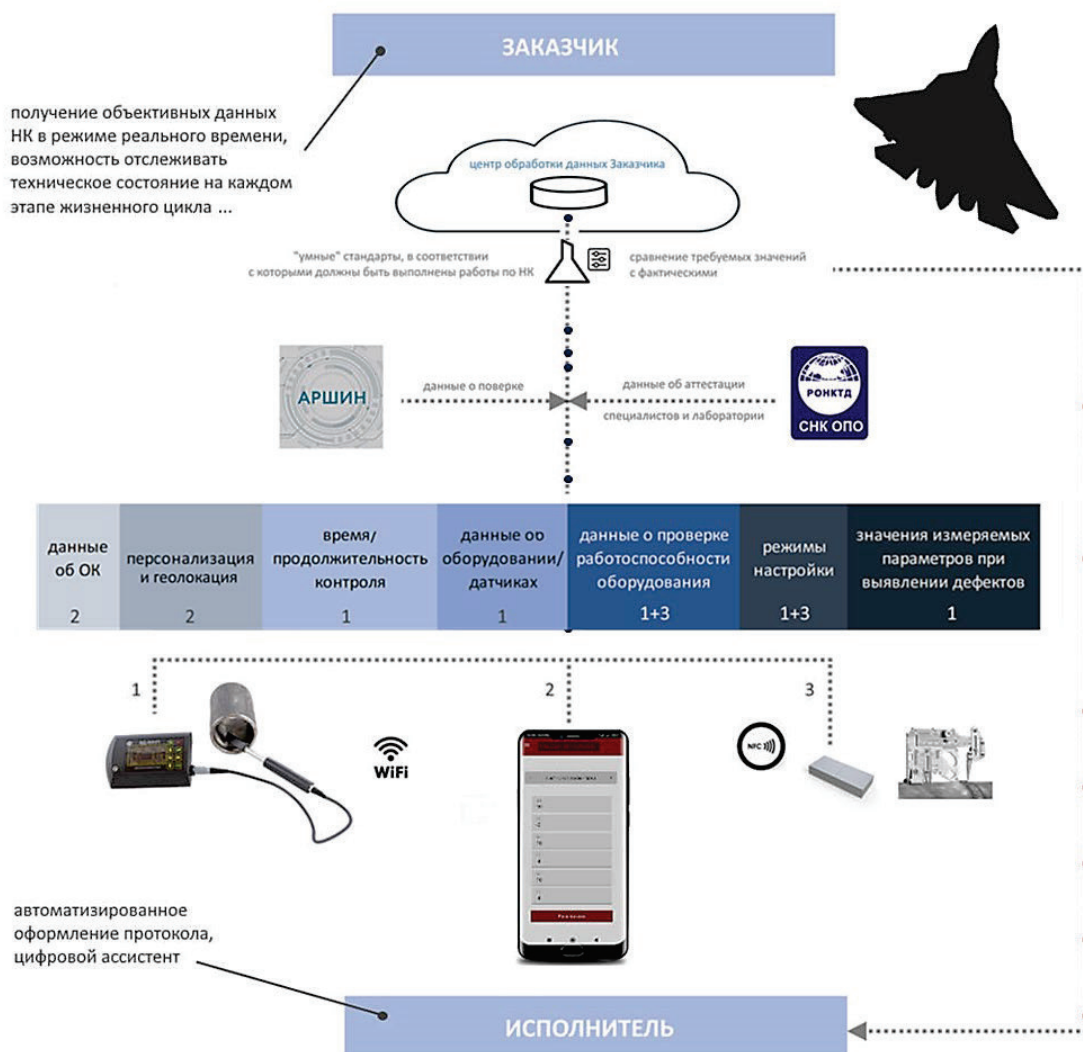 ЗАКАЗЧИК
получение объективных данных
НК в режиме реального времени,
возможность отслеживать
техническое состояние на каждом
этапе жизненного цикла ...
центр обработки данных Заказчика
"умные" стандарты, в соответствии
с которыми должны быть выполнены работы по НК
сравнение требуемых значений
с фактическими
АРШИН
данные о поверке
данные об аттестации
специалистов и лаборатории
РОНКТД
СНК ОПО
данные
об ОК
2
персонализация
и геолокация
2
время/
продолжительность
контроля
1
данные об
оборудовании/
датчиках
1
данные о проверке
работоспособности
оборудования
1+3
режимы
настройки
1+3
значения измеряемых
параметров при
выявлении дефектов
1
1
2
3
WiFi
NFC
автоматизированное
оформление протокола,
цифровой ассистент
ИСПОЛНИТЕЛЬ